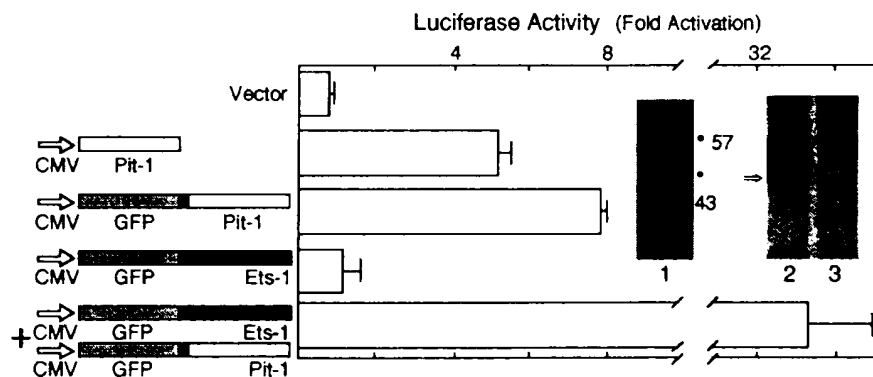 Luciferase Activity (Fold Activation)
4 8 32
Vector
CMV Pit-1
CMV GFP Pit-1
CMV GFP Ets-1
CMV GFP Ets-1
+
CMV GFP Pit-1
57
43
1 2 3